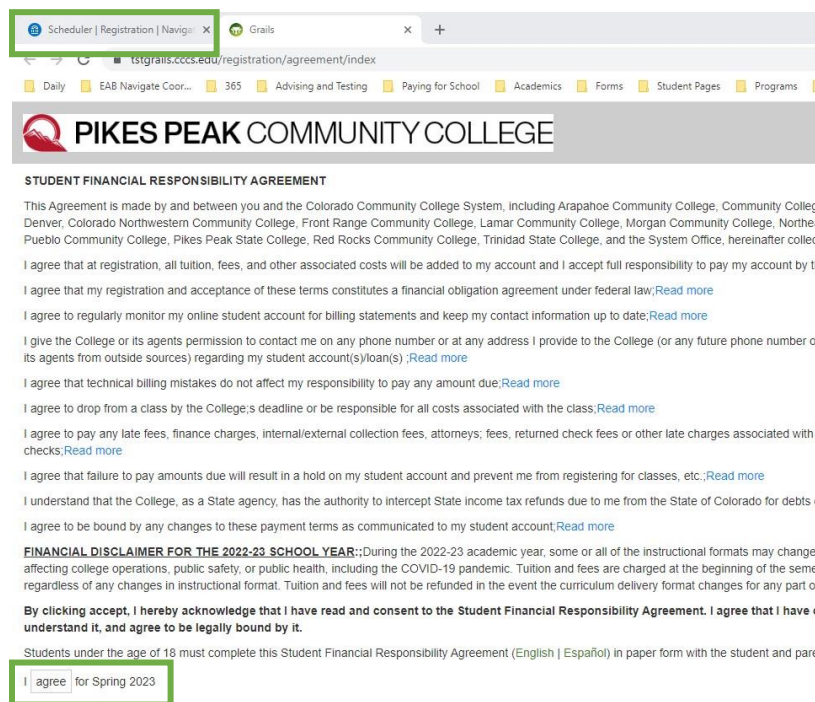 Scheduler | Registration | Navigat
Grails
tstgrails.cccs.edu/registration/agreement/index
Daily EAB Navigate Coor... 365 Advising and Testing Paying for School Academics Forms Student Pages Programs
PIKES PEAK COMMUNITY COLLEGE
STUDENT FINANCIAL RESPONSIBILITY AGREEMENT
This Agreement is made by and between you and the Colorado Community College System, including Arapahoe Community College, Community Colleg
Denver, Colorado Northwestern Community College, Front Range Community College, Lamar Community College, Morgan Community College, Northe
Pueblo Community College, Pikes Peak State College, Red Rocks Community College, Trinidad State College, and the System Office, hereinafter collec
I agree that at registration, all tuition, fees, and other associated costs will be added to my account and I accept full responsibility to pay my account by t
I agree that my registration and acceptance of these terms constitutes a financial obligation agreement under federal law;Read more
I agree to regularly monitor my online student account for billing statements and keep my contact information up to date;Read more
I give the College or its agents permission to contact me on any phone number or at any address I provide to the College (or any future phone number o
its agents from outside sources) regarding my student account(s)/loan(s) ;Read more
I agree that technical billing mistakes do not affect my responsibility to pay any amount due;Read more
I agree to drop from a class by the College;s deadline or be responsible for all costs associated with the class;Read more
I agree to pay any late fees, finance charges, internal/external collection fees, attorneys; fees, returned check fees or other late charges associated with
checks;Read more
I agree that failure to pay amounts due will result in a hold on my student account and prevent me from registering for classes, etc.;Read more
I understand that the College, as a State agency, has the authority to intercept State income tax refunds due to me from the State of Colorado for debts
I agree to be bound by any changes to these payment terms as communicated to my student account;Read more
FINANCIAL DISCLAIMER FOR THE 2022-23 SCHOOL YEAR:;During the 2022-23 academic year, some or all of the instructional formats may change
affecting college operations, public safety, or public health, including the COVID-19 pandemic. Tuition and fees are charged at the beginning of the seme
regardless of any changes in instructional format. Tuition and fees will not be refunded in the event the curriculum delivery format changes for any part o
By clicking accept, I hereby acknowledge that I have read and consent to the Student Financial Responsibility Agreement. I agree that I have
understand it, and agree to be legally bound by it.
Students under the age of 18 must complete this Student Financial Responsibility Agreement (English | Español) in paper form with the student and pare
I agree for Spring 2023